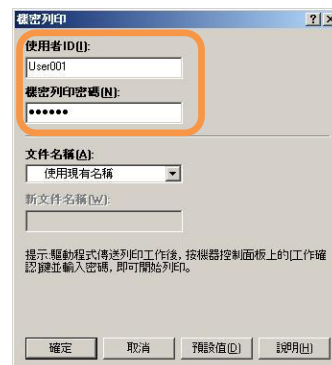 機密列印
使用者ID(I):
User001
機密列印密碼(N):
●●●●●●
文件名稱(A):
使用現有名稱
新文件名稱(W):
提示:驅動程式傳送列印工作後, 按機器控制面板上的[工作確
認]鍵並輸入密碼, 即可開始列印。
確定
取消
預設值(D)
說明(H)